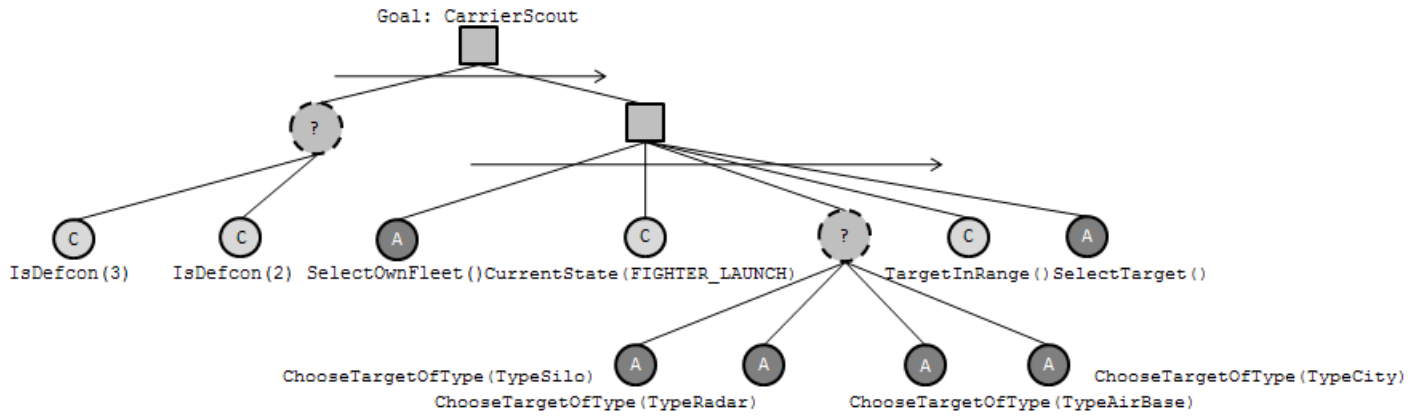 Goal: CarrierScout
?
C
C
A
C
?
C
A
IsDefcon(3)
IsDefcon(2)
SelectOwnFleet()
CurrentState(FIGHTER_LAUNCH)
TargetInRange()
SelectTarget()
A
A
A
A
ChooseTargetOfType(TypeSilo)
ChooseTargetOfType(TypeCity)
ChooseTargetOfType(TypeRadar)
ChooseTargetOfType(TypeAirBase)